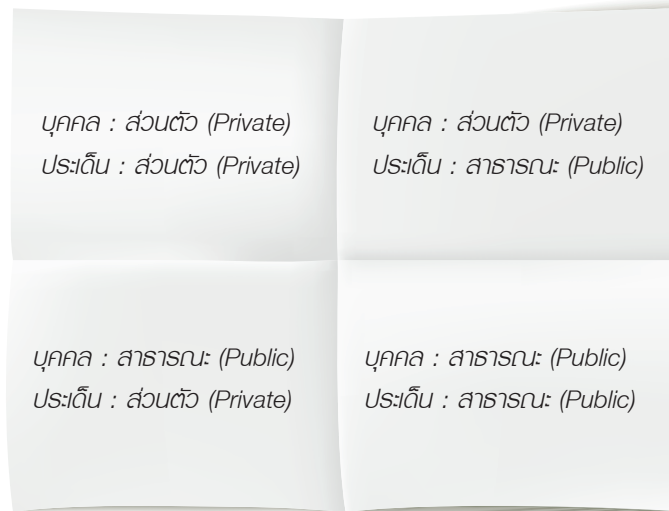 บุคคล : ส่วนตัว (Private)
ประเด็น : ส่วนตัว (Private)
บุคคล : ส่วนตัว (Private)
ประเด็น : สาธารณะ (Public)
บุคคล : สาธารณะ (Public)
ประเด็น : ส่วนตัว (Private)
บุคคล : สาธารณะ (Public)
ประเด็น : สาธารณะ (Public)